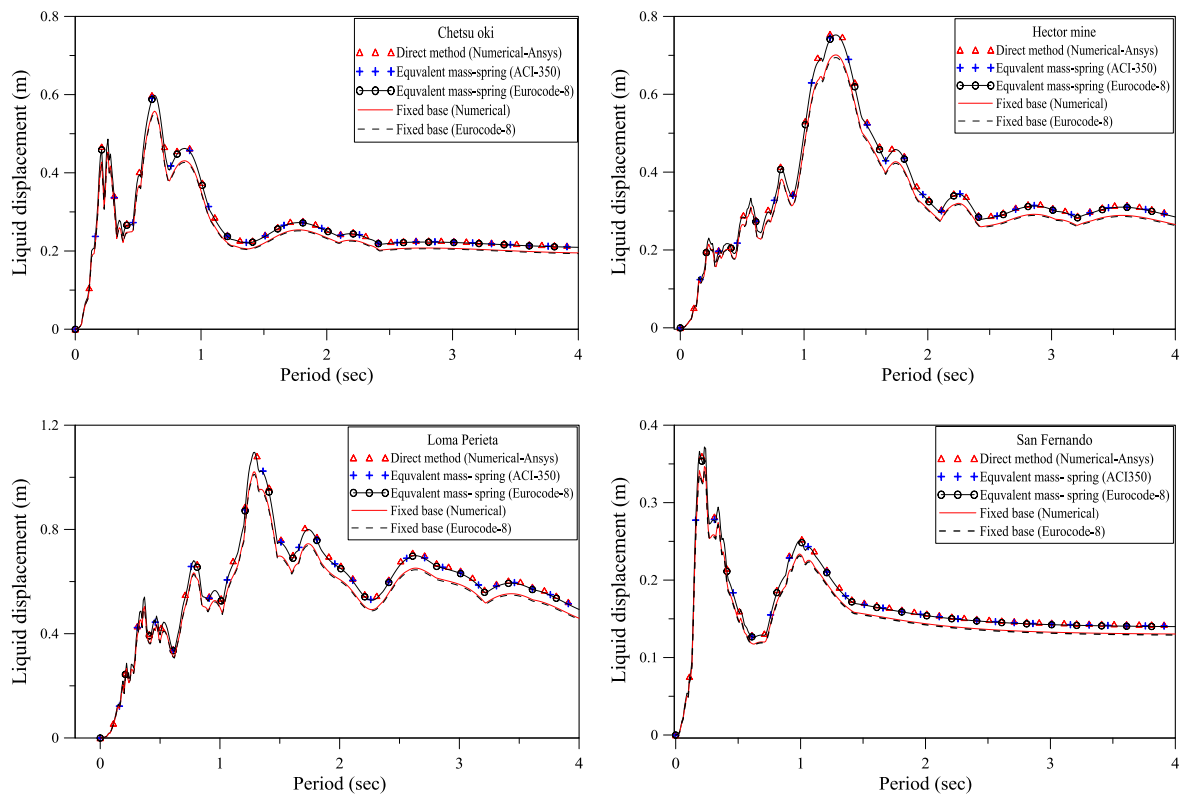 Chetsu oki
Direct method (Numerical-Ansys)
Equvalent mass-spring (ACI-350)
Equvalent mass-spring (Eurocode-8)
Fixed base (Numerical)
Fixed base (Eurocode-8)
Liquid displacement (m)
0.8
0.6
0.4
0.2
0
0 1 2 3 4
Period (sec)
Hector mine
Direct method (Numerical-Ansys)
Equvalent mass-spring (ACI-350)
Equvalent mass-spring (Eurocode-8)
Fixed base (Numerical)
Fixed base (Eurocode-8)
Liquid displacement (m)
0.8
0.6
0.4
0.2
0
0 1 2 3 4
Period (sec)
Loma Perieta
Direct method (Numerical-Ansys)
Equvalent mass- spring (ACI-350)
Equvalent mass- spring (Eurocode-8)
Fixed base (Numerical)
Fixed base (Eurocode-8)
Liquid displacement (m)
1.2
0.8
0.4
0
0 1 2 3 4
Period (sec)
San Fernando
Direct method (Numerical-Ansys)
Equvalent mass- spring (ACI350)
Equvalent mass- spring (Eurocode-8)
Fixed base (Numerical)
Fixed base (Eurocode-8)
Liquid displacement (m)
0.4
0.3
0.2
0.1
0
0 1 2 3 4
Period (sec)